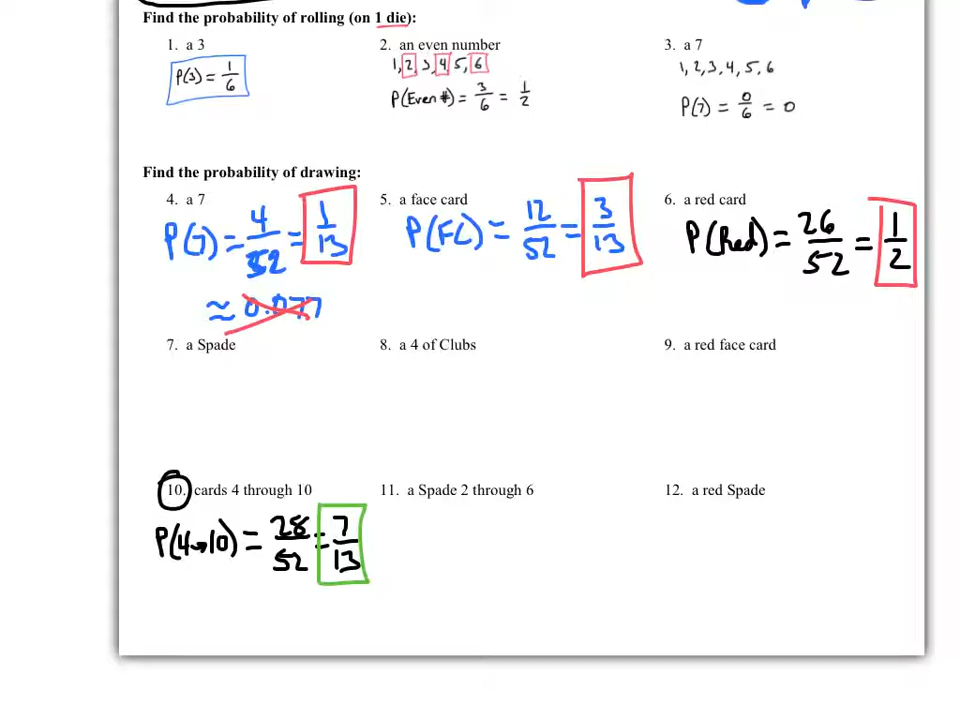 Find the probability of rolling (on 1 die):
1. a 3
2. an even number
3. a 7
P(3) = 1/6
1, 2, 3, 4, 5, 6
P(Even #) = 3/6 = 1/2
1, 2, 3, 4, 5, 6
P(7) = 0/6 = 0
Find the probability of drawing:
4. a 7
5. a face card
6. a red card
P(7) = 4/52 = 1/13
≈ 0.077
P(FC) = 12/52 = 3/13
P(Red) = 26/52 = 1/2
7. a Spade
8. a 4 of Clubs
9. a red face card
10. cards 4 through 10
11. a Spade 2 through 6
12. a red Spade
P(4→10) = 28/52 = 7/13